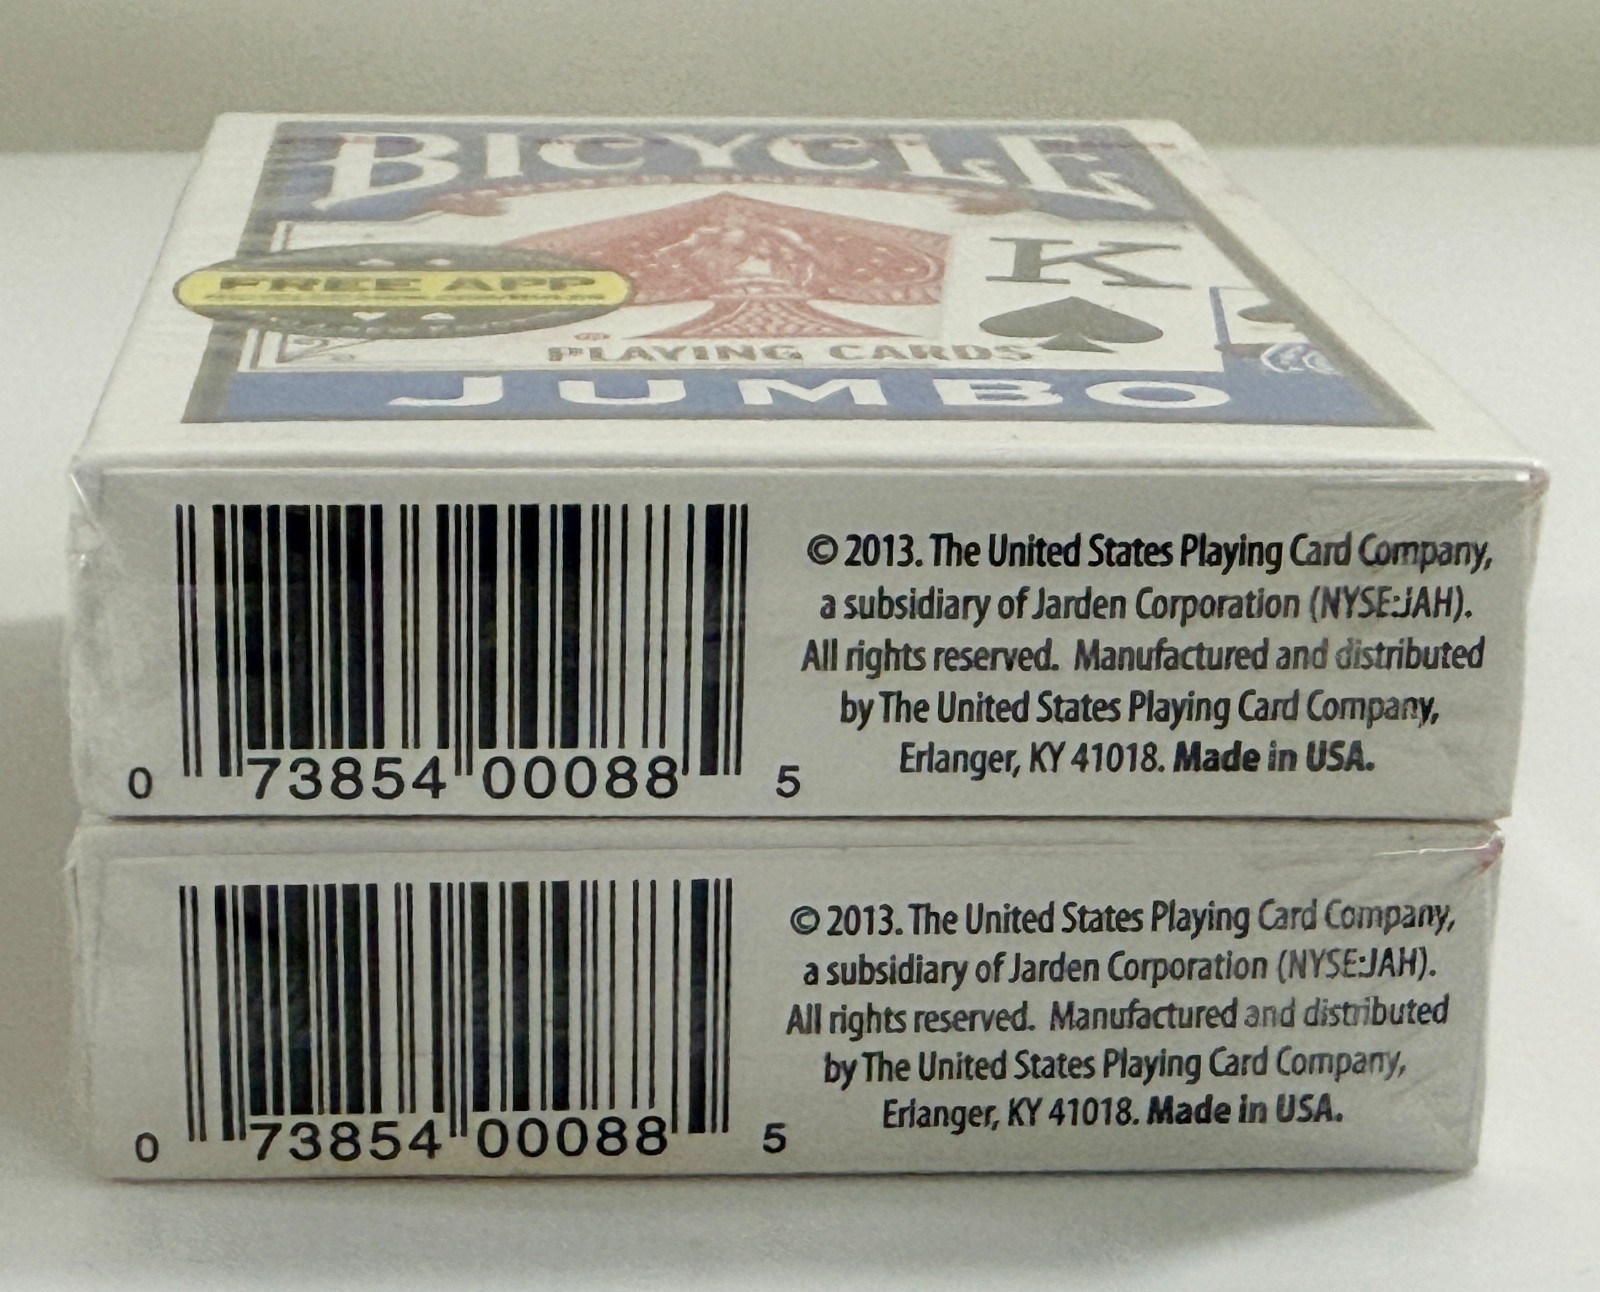 BICYCLE
K
FREE APP
PLAYING CARDS
JUMBO
© 2013. The United States Playing Card Company,
a subsidiary of Jarden Corporation (NYSE:JAH).
All rights reserved. Manufactured and distributed
by The United States Playing Card Company,
Erlanger, KY 41018. Made in USA.
0 73854 00088 5
© 2013. The United States Playing Card Company,
a subsidiary of Jarden Corporation (NYSE:JAH).
All rights reserved. Manufactured and distributed
by The United States Playing Card Company,
Erlanger, KY 41018. Made in USA.
0 73854 00088 5